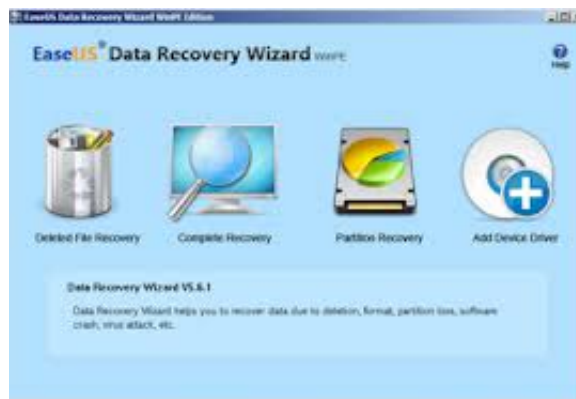 EaseUS Data Recovery Wizard WinPE Edition
EaseUS® Data Recovery Wizard WinPE
Help
Deleted File Recovery
Complete Recovery
Partition Recovery
Add Device Driver
Data Recovery Wizard V5.6.1
Data Recovery Wizard helps you to recover data due to deletion, format, partition loss, software
crash, virus attack, etc.